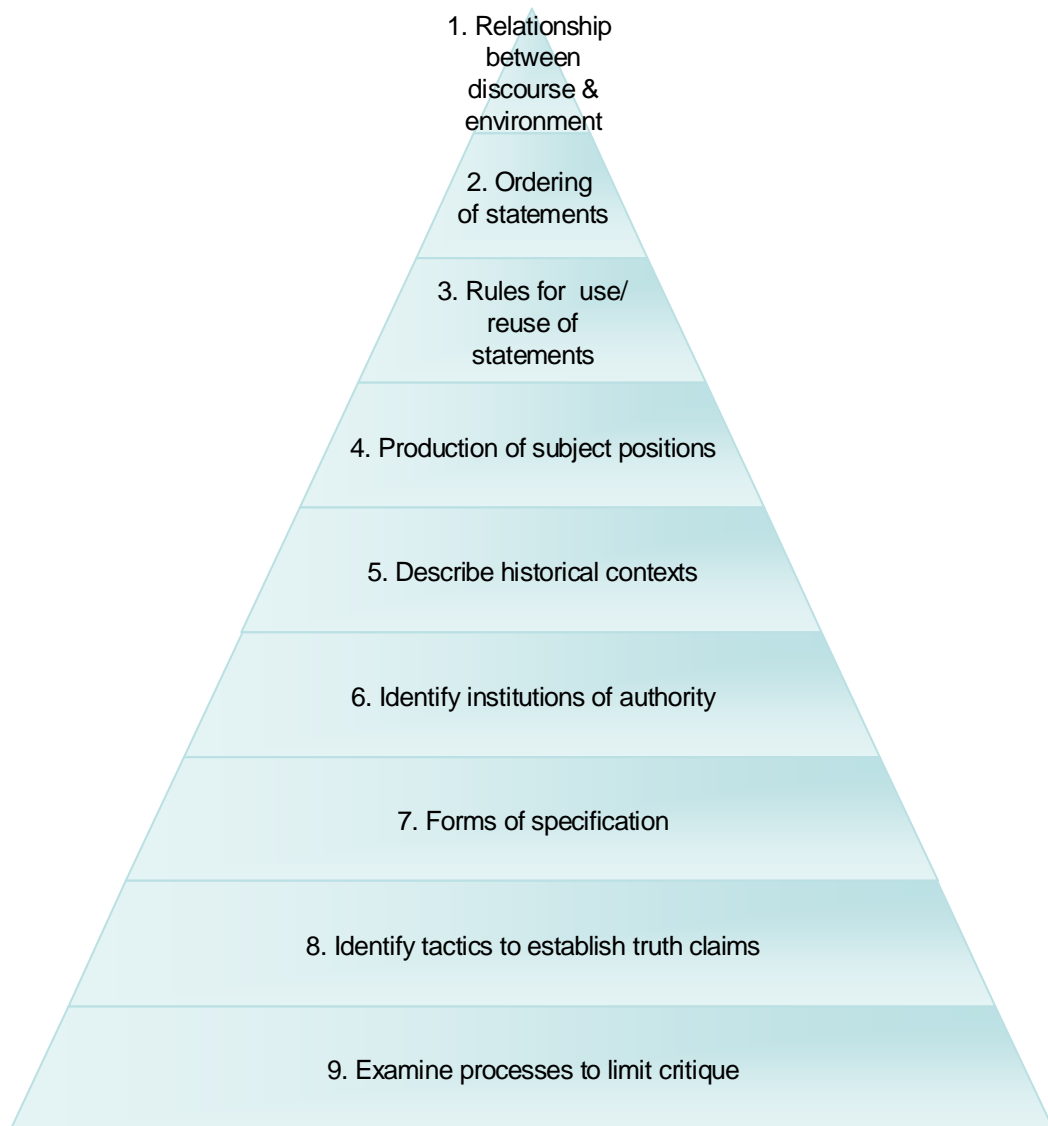 1. Relationship
between
discourse &
environment
2. Ordering
of statements
3. Rules for use/
reuse of
statements
4. Production of subject positions
5. Describe historical contexts
6. Identify institutions of authority
7. Forms of specification
8. Identify tactics to establish truth claims
9. Examine processes to limit critique